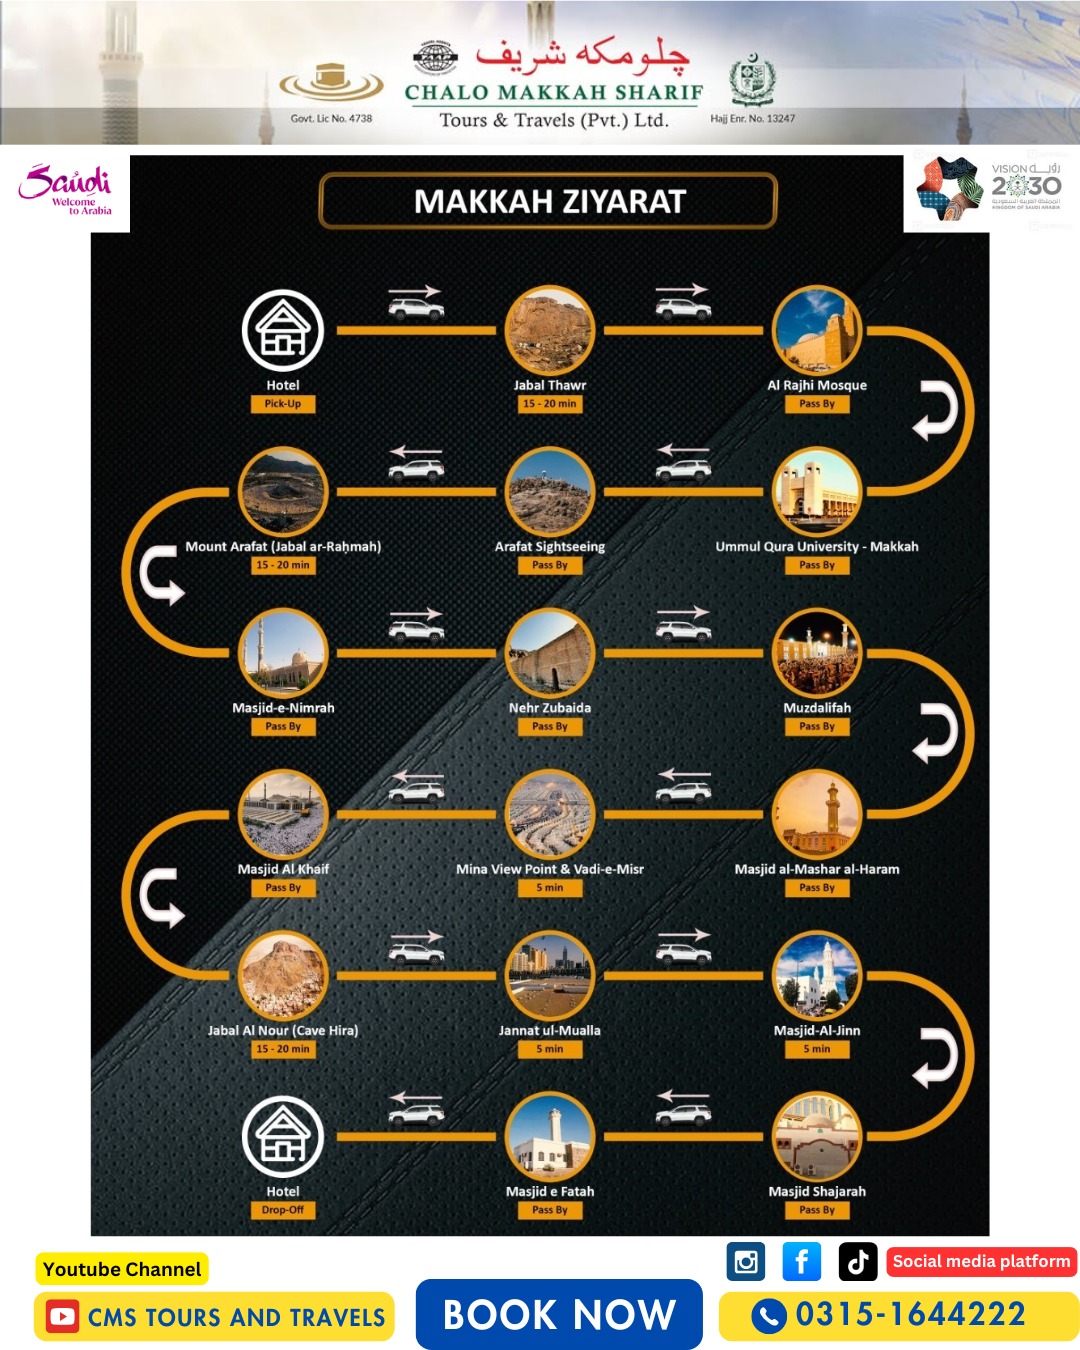 چلو مکه شریف
CHALO MAKKAH SHARIF
Tours & Travels (Pvt.) Ltd.
Govt. Lic No. 4738
Hajj Enr. No. 13247
Saudi
Welcome
to Arabia
VISION رؤيــة
2030
المملكة العربية السعودية
KINGDOM OF SAUDI ARABIA
MAKKAH ZIYARAT
Hotel
Pick-Up
Jabal Thawr
15 - 20 min
Al Rajhi Mosque
Pass By
Ummul Qura University - Makkah
Pass By
Arafat Sightseeing
Pass By
Mount Arafat (Jabal ar-Raḥmah)
15 - 20 min
Masjid-e-Nimrah
Pass By
Nehr Zubaida
Pass By
Muzdalifah
Pass By
Masjid al-Mashar al-Haram
Pass By
Mina View Point & Vadi-e-Misr
5 min
Masjid Al Khaif
Pass By
Jabal Al Nour (Cave Hira)
15 - 20 min
Jannat ul-Mualla
5 min
Masjid-Al-Jinn
5 min
Masjid Shajarah
Pass By
Masjid e Fatah
Pass By
Hotel
Drop-Off
Youtube Channel
CMS TOURS AND TRAVELS
BOOK NOW
Social media platform
0315-1644222